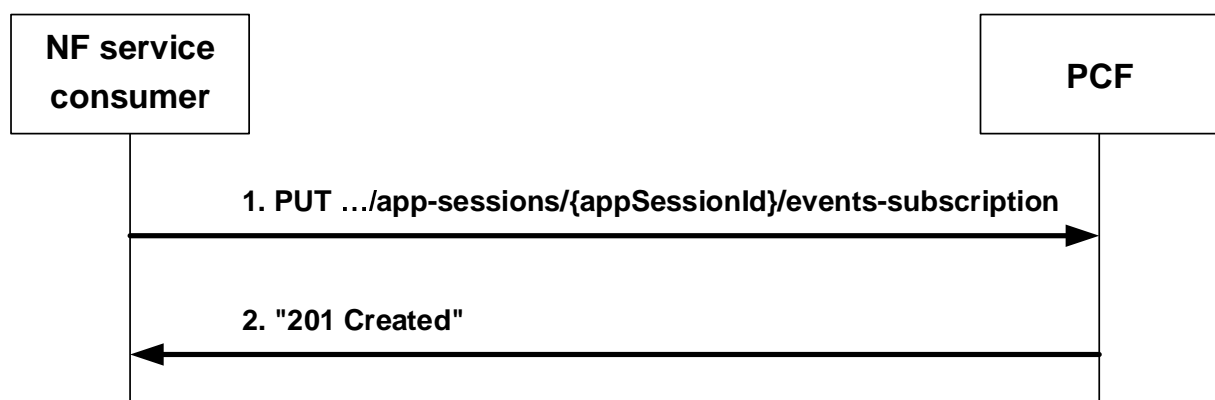 NF service
consumer
PCF
1. PUT …/app-sessions/{appSessionId}/events-subscription
2. "201 Created"